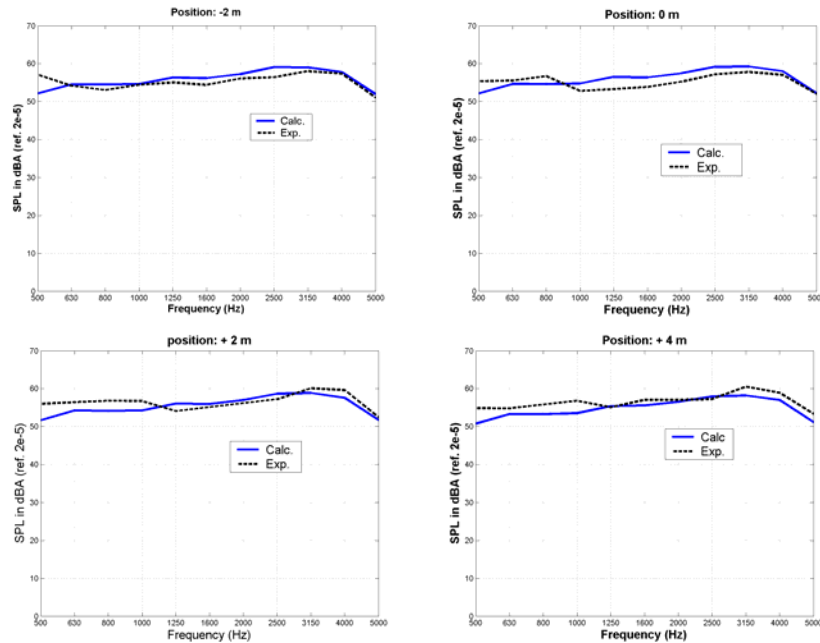 Position: -2 m
70
60
50
40
30
20
10
0
SPL in dBA (ref. 2e-5)
Calc.
Exp.
500 630 800 1000 1250 1600 2000 2500 3150 4000 5000
Frequency (Hz)
Position: 0 m
70
60
50
40
30
20
10
0
SPL in dBA (ref. 2e-5)
Calc.
Exp.
500 630 800 1000 1250 1600 2000 2500 3150 4000 5000
Frequency (Hz)
position: + 2 m
70
60
50
40
30
20
10
0
SPL in dBA (ref. 2e-5)
Calc.
Exp.
500 630 800 1000 1250 1600 2000 2500 3150 4000 5000
Frequency (Hz)
Position: + 4 m
70
60
50
40
30
20
10
0
SPL in dBA (ref. 2e-5)
Calc
Exp.
500 630 800 1000 1250 1600 2000 2500 3150 4000 5000
Frequency (Hz)